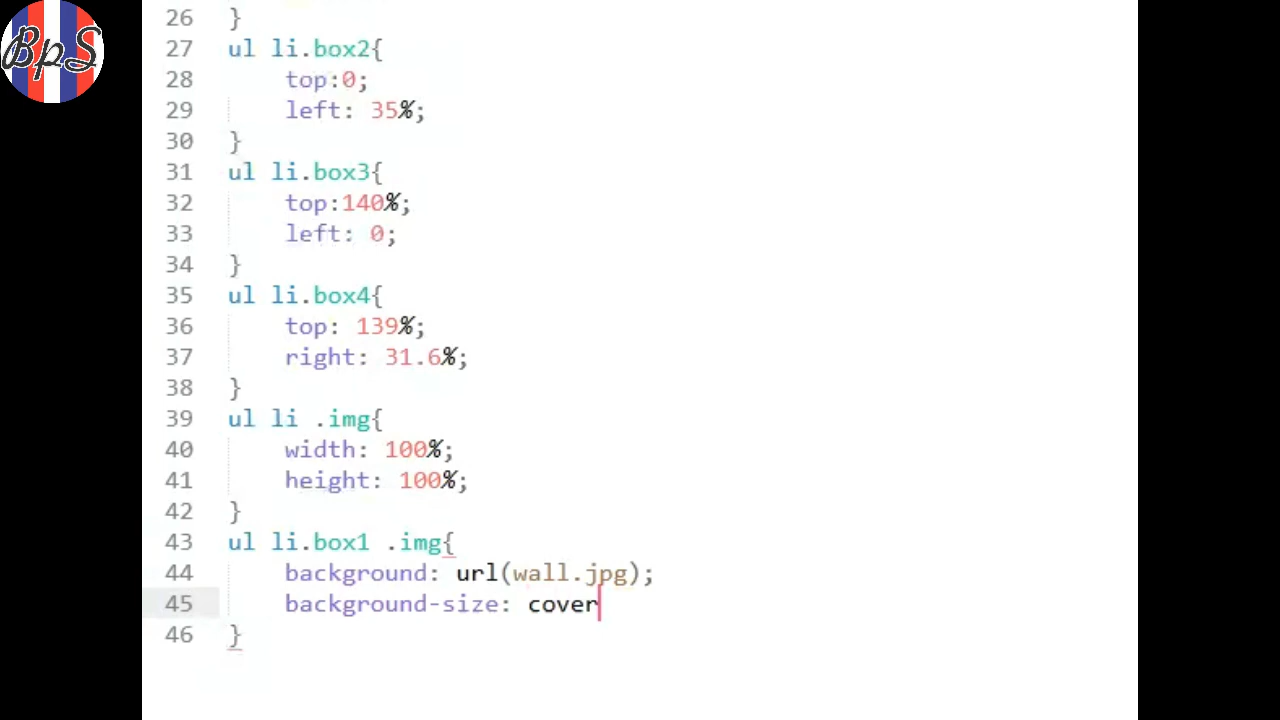 BpS
26 }
27 ul li.box2{
28 top:0;
29 left: 35%;
30 }
31 ul li.box3{
32 top:140%;
33 left: 0;
34 }
35 ul li.box4{
36 top: 139%;
37 right: 31.6%;
38 }
39 ul li .img{
40 width: 100%;
41 height: 100%;
42 }
43 ul li.box1 .img{
44 background: url(wall.jpg);
45 background-size: cover
46 }